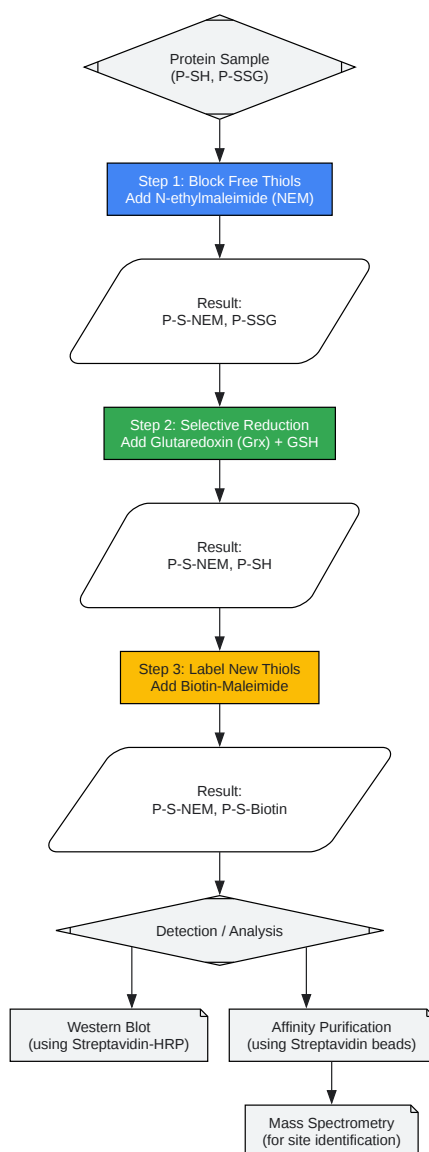 Protein Sample
(P-SH, P-SSG)
Step 1: Block Free Thiols
Add N-ethylmaleimide (NEM)
Result:
P-S-NEM, P-SSG
Step 2: Selective Reduction
Add Glutaredoxin (Grx) + GSH
Result:
P-S-NEM, P-SH
Step 3: Label New Thiols
Add Biotin-Maleimide
Result:
P-S-NEM, P-S-Biotin
Detection / Analysis
Western Blot
(using Streptavidin-HRP)
Affinity Purification
(using Streptavidin beads)
Mass Spectrometry
(for site identification)